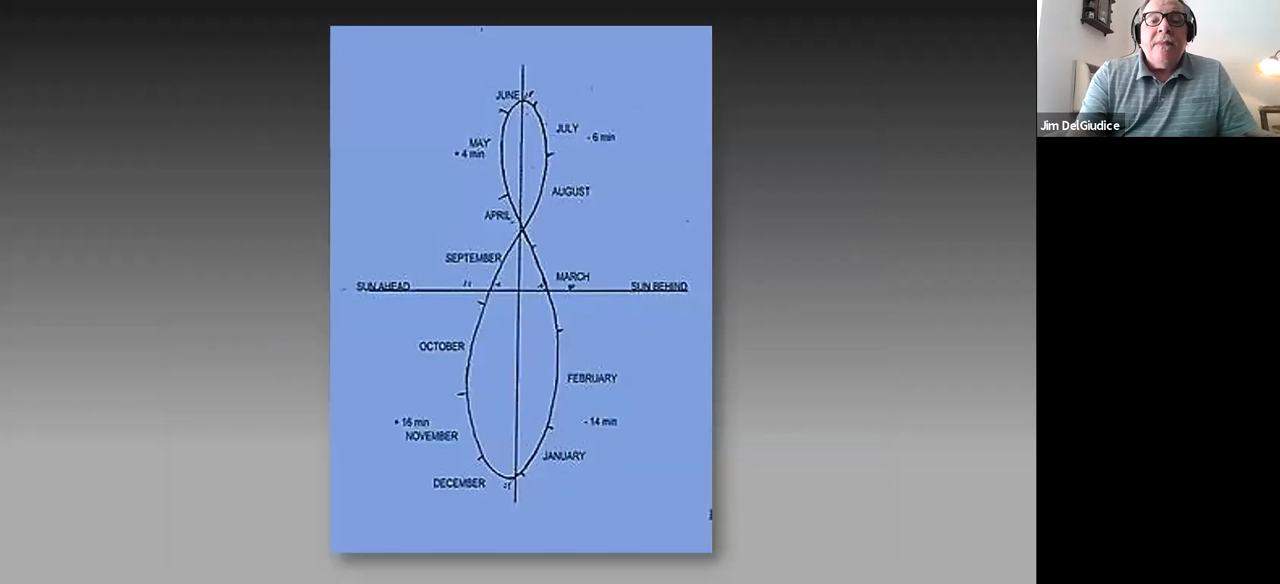 JUNE
JULY
- 6 min
MAY
+ 4 min
AUGUST
APRIL
SEPTEMBER
MARCH
SUN AHEAD
SUN BEHIND
OCTOBER
FEBRUARY
+ 16 min
- 14 min
NOVEMBER
JANUARY
DECEMBER
Jim DelGiudice